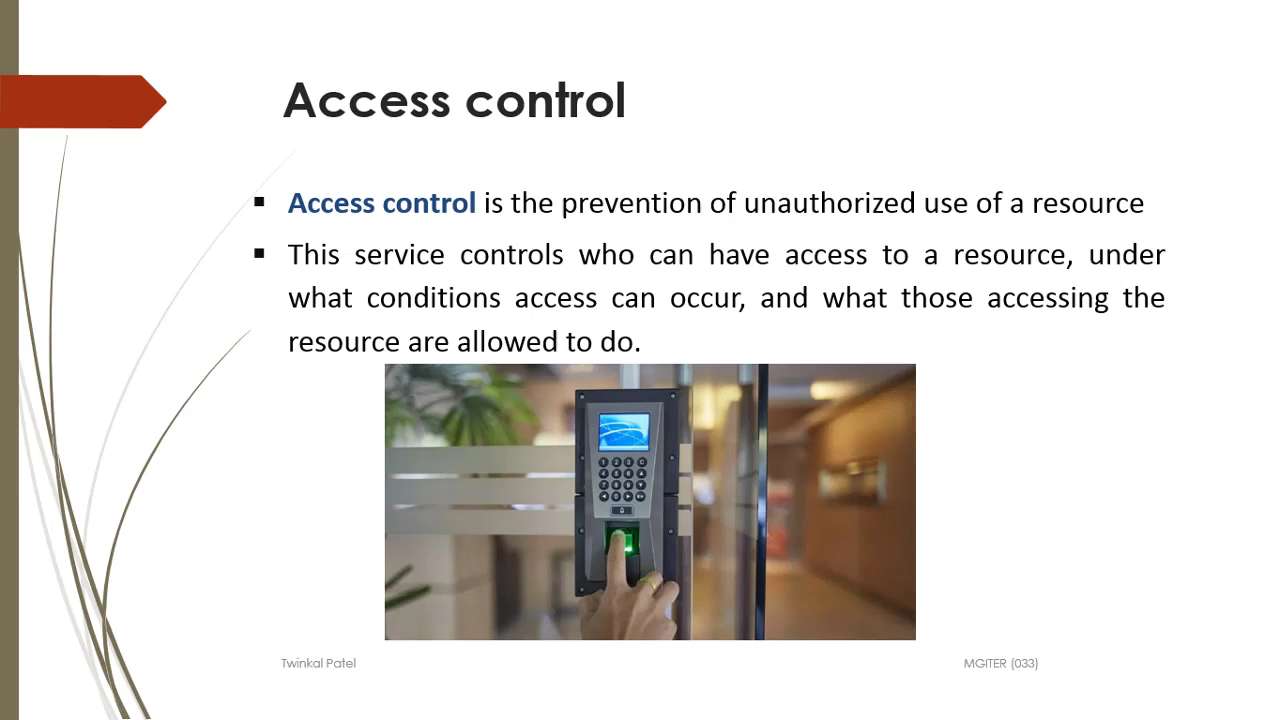 Access control
▪ Access control is the prevention of unauthorized use of a resource
▪ This service controls who can have access to a resource, under
what conditions access can occur, and what those accessing the
resource are allowed to do.
Twinkal Patel
MGITER (033)